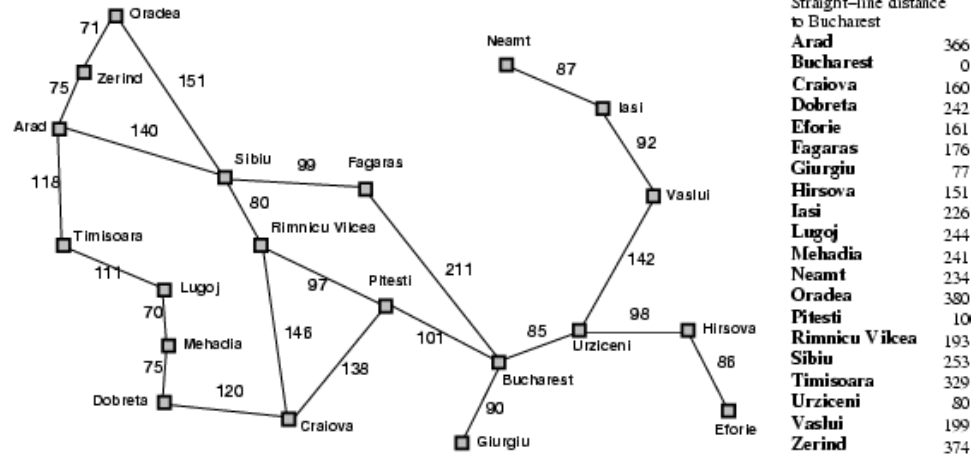 Oradea
71
Zerind
75
151
Arad
140
118
Sibiu
99
Fagaras
80
Rimnicu Vilcea
Timisoara
111
Lugoj
70
Mehadia
75
Dobreta
120
Craiova
146
97
Pitesti
138
101
211
Bucharest
90
Giurgiu
85
Urziceni
98
Hirsova
86
Eforie
142
Vaslui
92
Iasi
87
Neamt
Straight–line distance
to Bucharest
Arad 366
Bucharest 0
Craiova 160
Dobreta 242
Eforie 161
Fagaras 176
Giurgiu 77
Hirsova 151
Iasi 226
Lugoj 244
Mehadia 241
Neamt 234
Oradea 380
Pitesti 10
Rimnicu Vilcea 193
Sibiu 253
Timisoara 329
Urziceni 80
Vaslui 199
Zerind 374